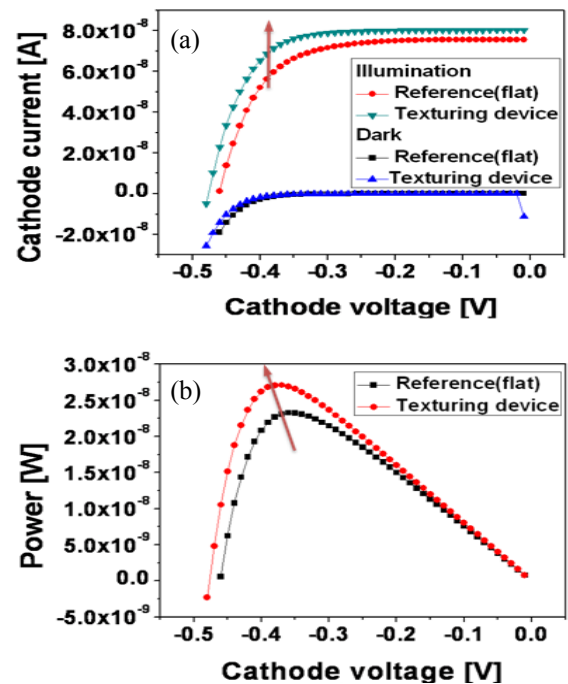 (a)
Cathode current [A]
8.0x10⁻⁸
6.0x10⁻⁸
4.0x10⁻⁸
2.0x10⁻⁸
0.0
-2.0x10⁻⁸
Illumination
Reference(flat)
Texturing device
Dark
Reference(flat)
Texturing device
-0.5 -0.4 -0.3 -0.2 -0.1 0.0
Cathode voltage [V]
(b)
Power [W]
3.0x10⁻⁸
2.5x10⁻⁸
2.0x10⁻⁸
1.5x10⁻⁸
1.0x10⁻⁸
5.0x10⁻⁹
0.0
-5.0x10⁻⁹
Reference(flat)
Texturing device
-0.5 -0.4 -0.3 -0.2 -0.1 0.0
Cathode voltage [V]